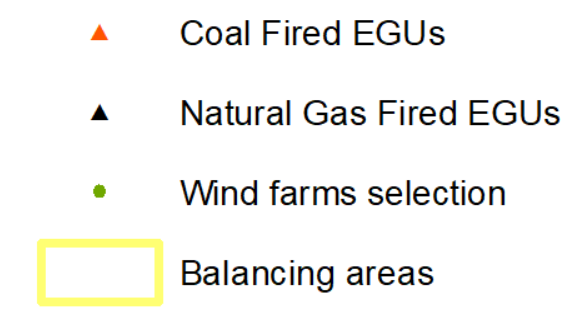 Coal Fired EGUs
Natural Gas Fired EGUs
Wind farms selection
Balancing areas